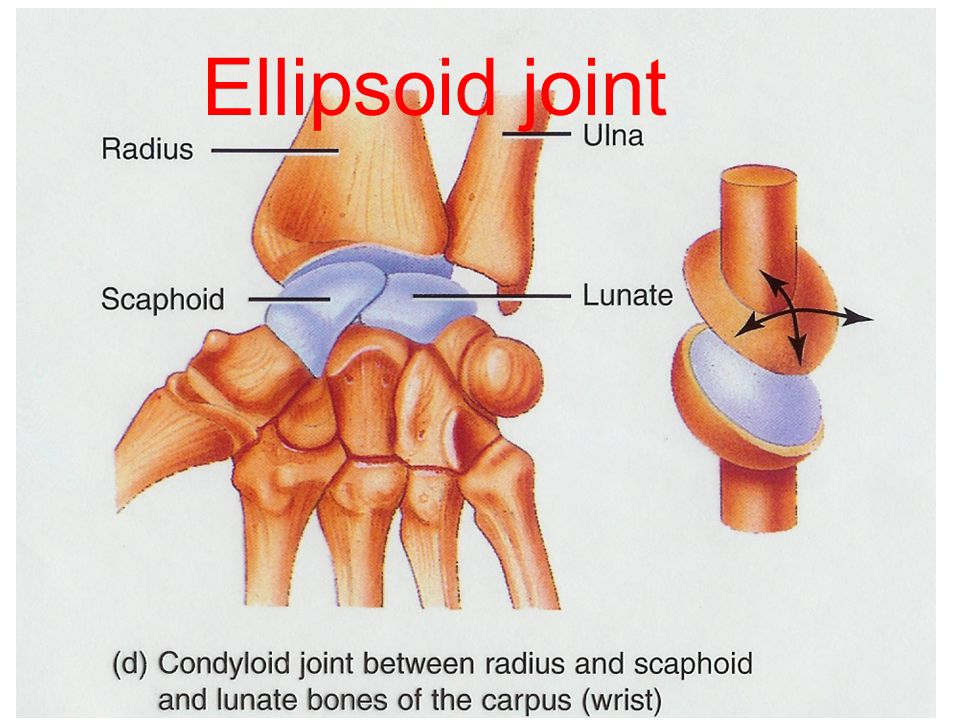 Ellipsoid joint
Radius
Ulna
Scaphoid
Lunate
(d) Condyloid joint between radius and scaphoid
and lunate bones of the carpus (wrist)